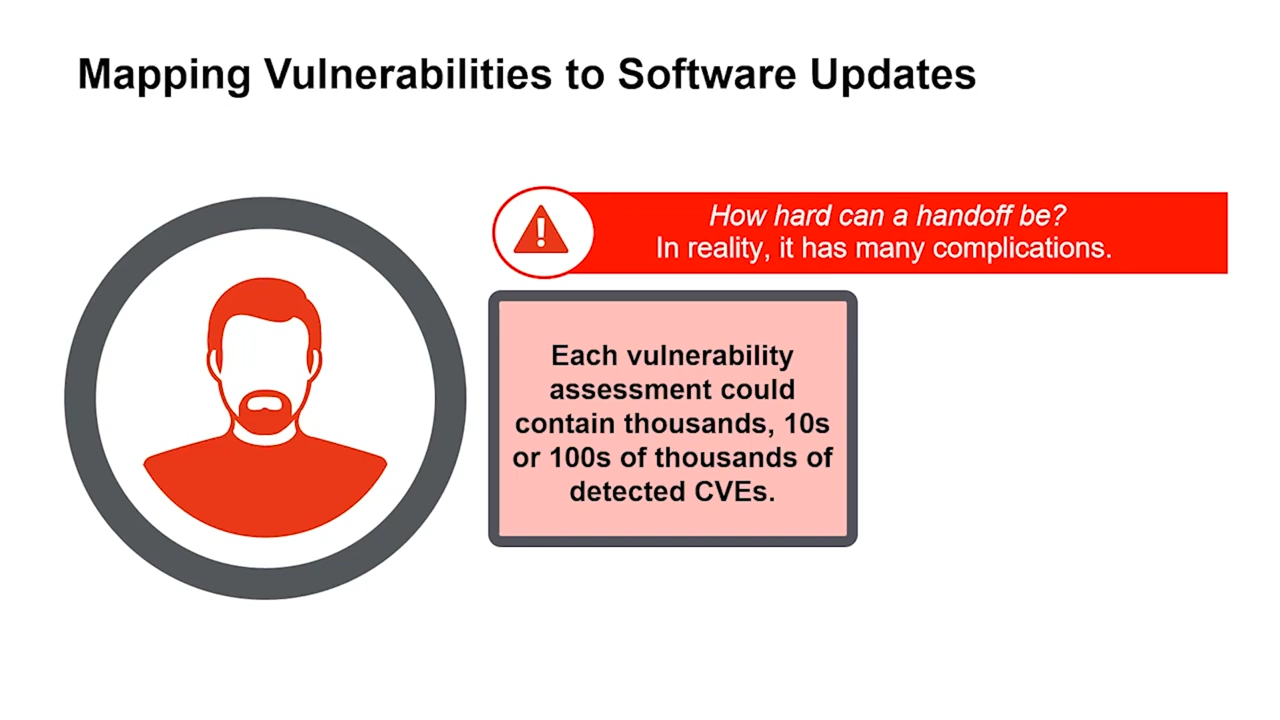 Mapping Vulnerabilities to Software Updates
How hard can a handoff be?
In reality, it has many complications.
Each vulnerability
assessment could
contain thousands, 10s
or 100s of thousands of
detected CVEs.